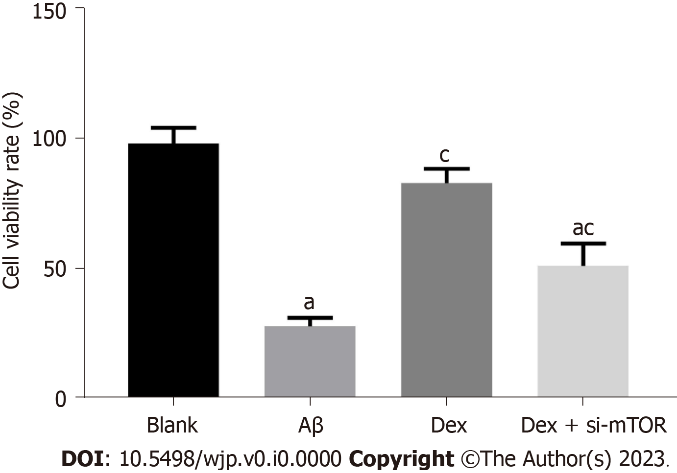 150
Cell viability rate (%)
100
50
0
a
c
ac
Blank Aβ Dex Dex + si-mTOR
DOI: 10.5498/wjp.v0.i0.0000 Copyright ©The Author(s) 2023.